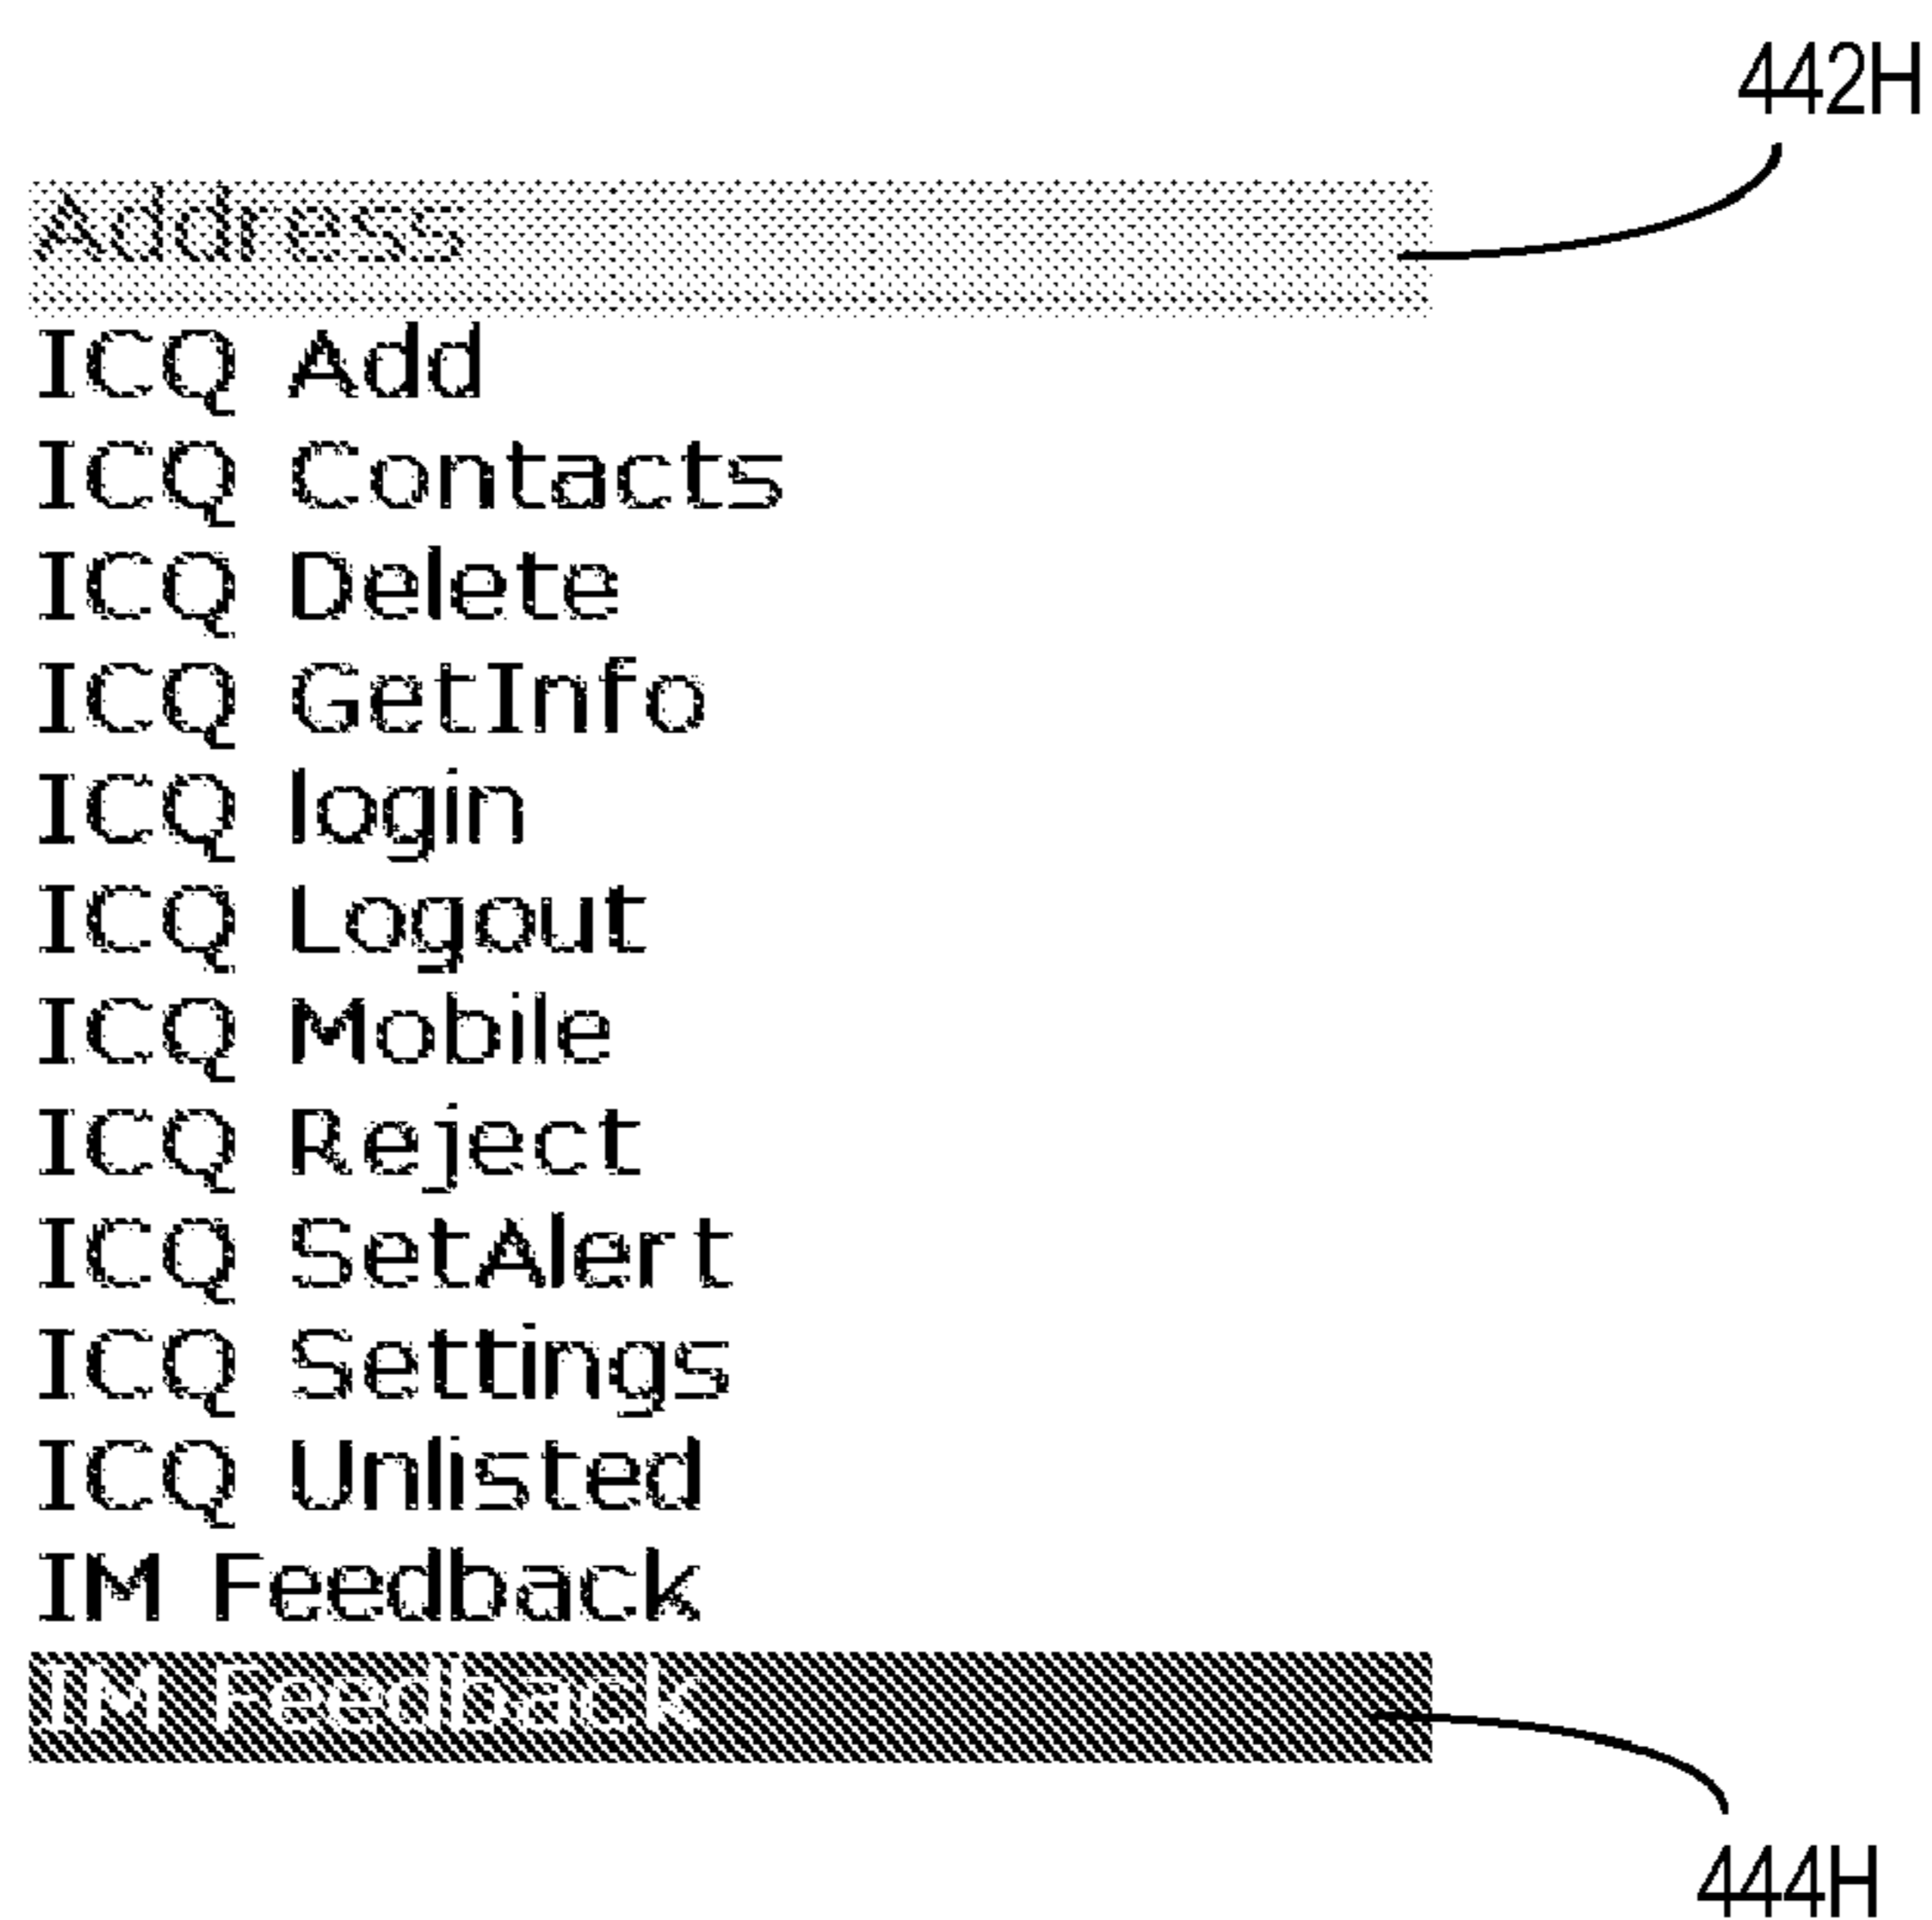 442H
Address
ICQ Add
ICQ Contacts
ICQ Delete
ICQ GetInfo
ICQ login
ICQ Logout
ICQ Mobile
ICQ Reject
ICQ SetAlert
ICQ Settings
ICQ Unlisted
IM Feedback
IM Feedback
444H